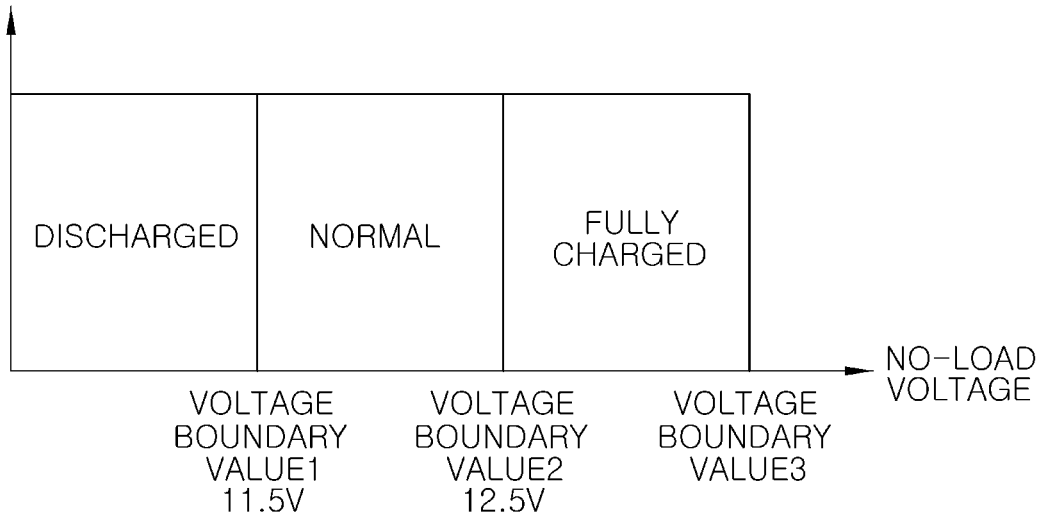 DISCHARGED
NORMAL
FULLY
CHARGED
NO-LOAD
VOLTAGE
VOLTAGE
BOUNDARY
VALUE1
11.5V
VOLTAGE
BOUNDARY
VALUE2
12.5V
VOLTAGE
BOUNDARY
VALUE3